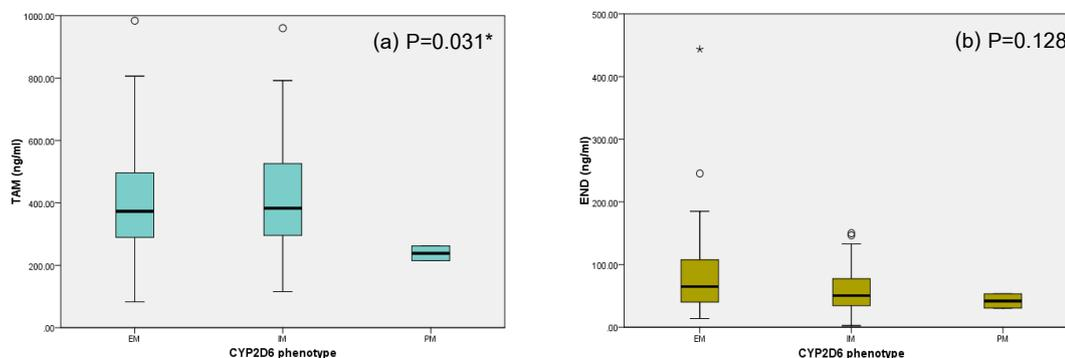 (a) P=0.031*
TAM (ng/ml)
1000.00
800.00
600.00
400.00
200.00
.00
EM IM PM
CYP2D6 phenotype
(b) P=0.128
END (ng/ml)
500.00
400.00
300.00
200.00
100.00
.00
EM IM PM
CYP2D6 phenotype